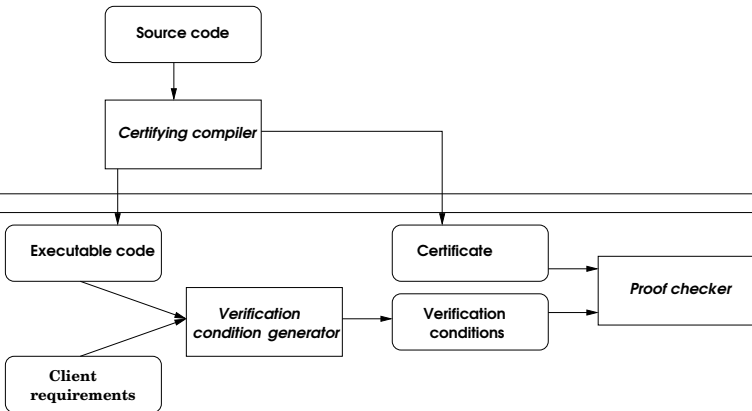 Source code
Certifying compiler
Executable code
Certificate
Proof checker
Verification
condition generator
Verification
conditions
Client
requirements